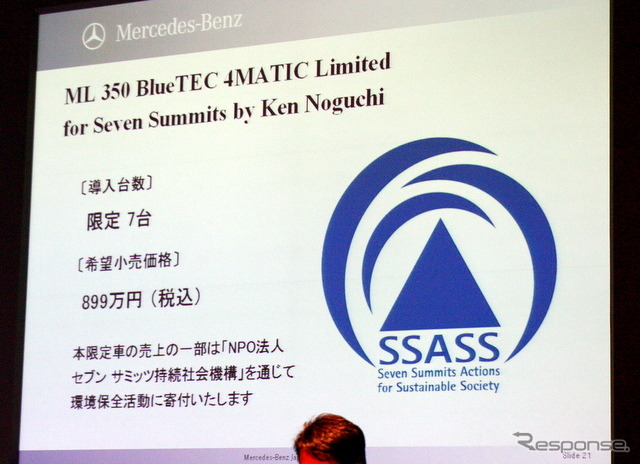 Mercedes-Benz
ML 350 BlueTEC 4MATIC Limited
for Seven Summits by Ken Noguchi
〔導入台数〕
限定 7台
〔希望小売価格〕
899万円（税込）
本限定車の売上の一部は「NPO法人
セブン サミッツ持続社会機構」を通じて
環境保全活動に寄付いたします
SSASS
Seven Summits Actions
for Sustainable Society
Mercedes-Benz
Slide 21
Response.